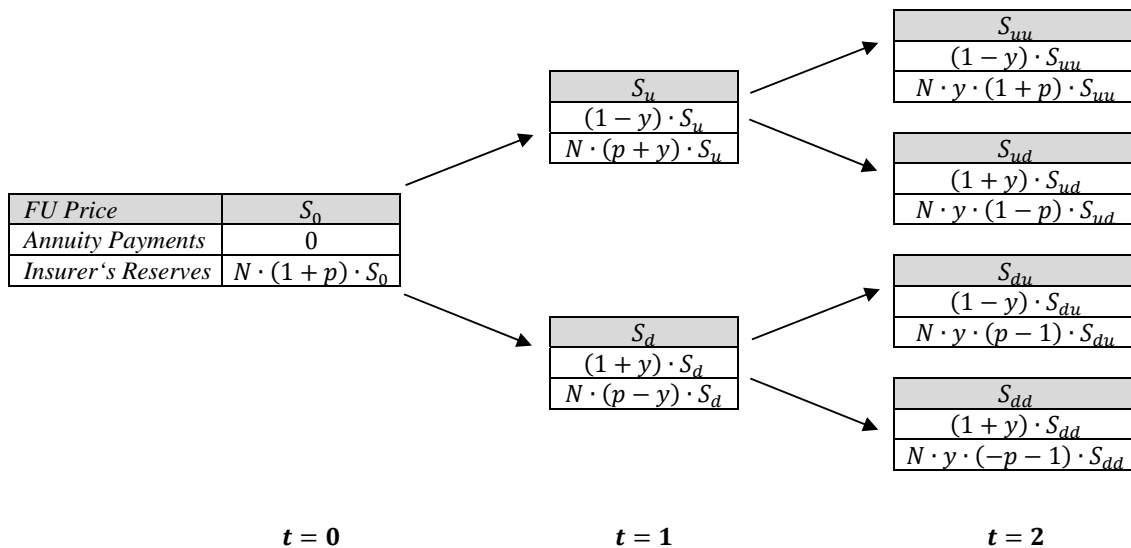 FU Price S₀
Annuity Payments 0
Insurer‘s Reserves N · (1 + p) · S₀
S_u
(1 − y) · S_u
N · (p + y) · S_u
S_d
(1 + y) · S_d
N · (p − y) · S_d
S_uu
(1 − y) · S_uu
N · y · (1 + p) · S_uu
S_ud
(1 + y) · S_ud
N · y · (1 − p) · S_ud
S_du
(1 − y) · S_du
N · y · (p − 1) · S_du
S_dd
(1 + y) · S_dd
N · y · (−p − 1) · S_dd
t = 0 t = 1 t = 2